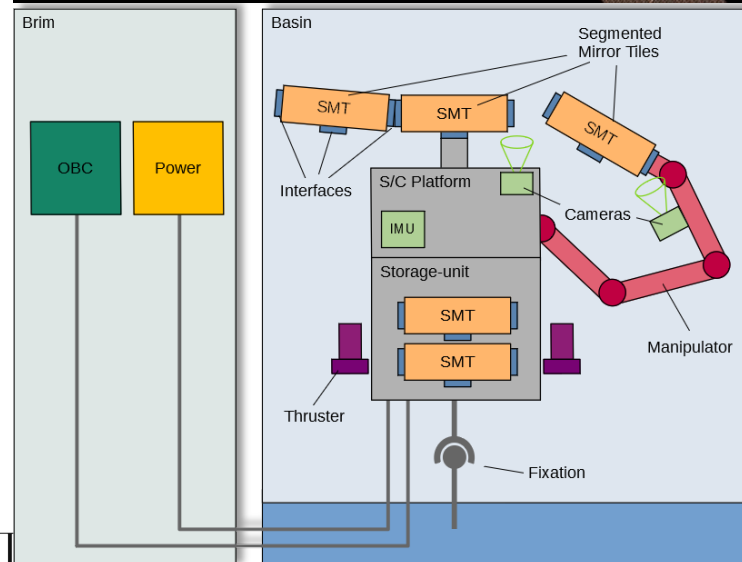 Brim
Basin
Segmented
Mirror Tiles
SMT
SMT
SMT
OBC
Power
Interfaces
S/C Platform
Cameras
IMU
Storage-unit
SMT
SMT
Manipulator
Thruster
Fixation